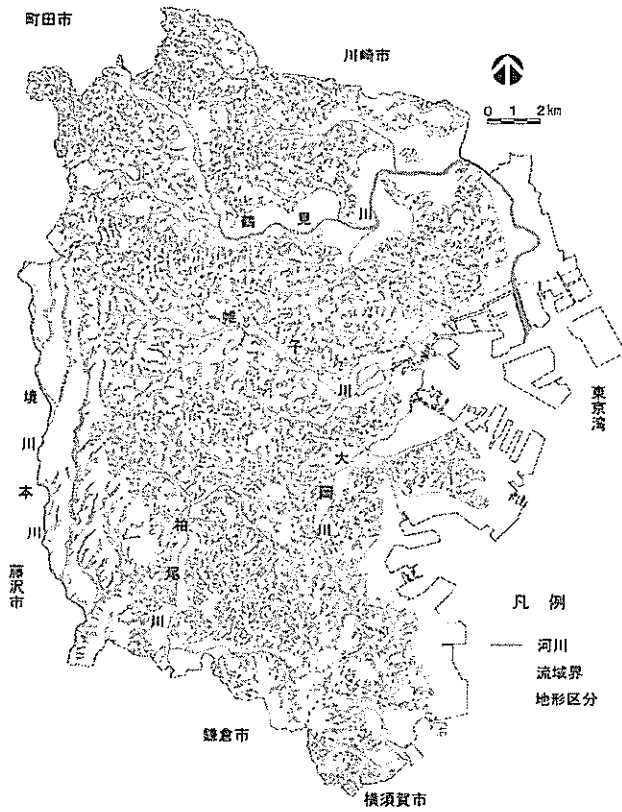 町田市
川崎市
0 1 2km
鶴見川
帷子川
境川本川
大岡川
柏尾川
東京湾
藤沢市
凡例
河川
流域界
地形区分
鎌倉市
横須賀市